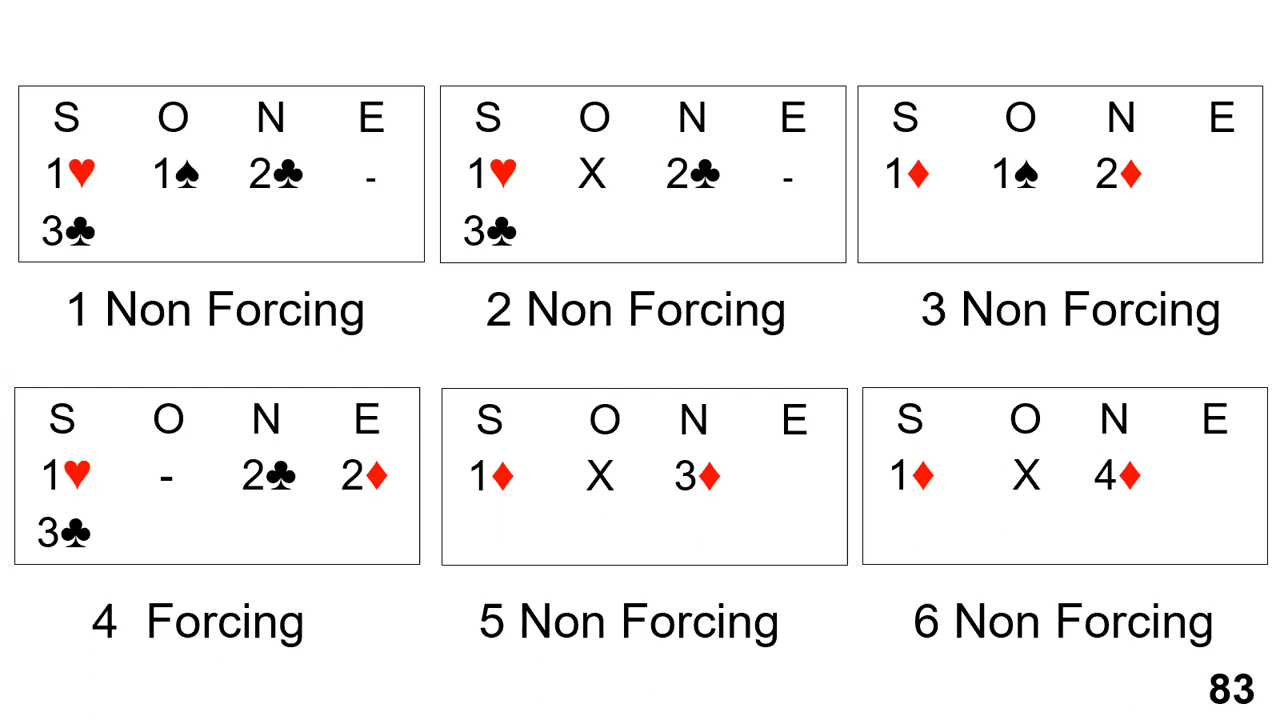 S O N E
1♥ 1♠ 2♣ -
3♣
1 Non Forcing
S O N E
1♥ X 2♣ -
3♣
2 Non Forcing
S O N E
1♦ 1♠ 2♦
3 Non Forcing
S O N E
1♥ - 2♣ 2♦
3♣
4 Forcing
S O N E
1♦ X 3♦
5 Non Forcing
S O N E
1♦ X 4♦
6 Non Forcing
83